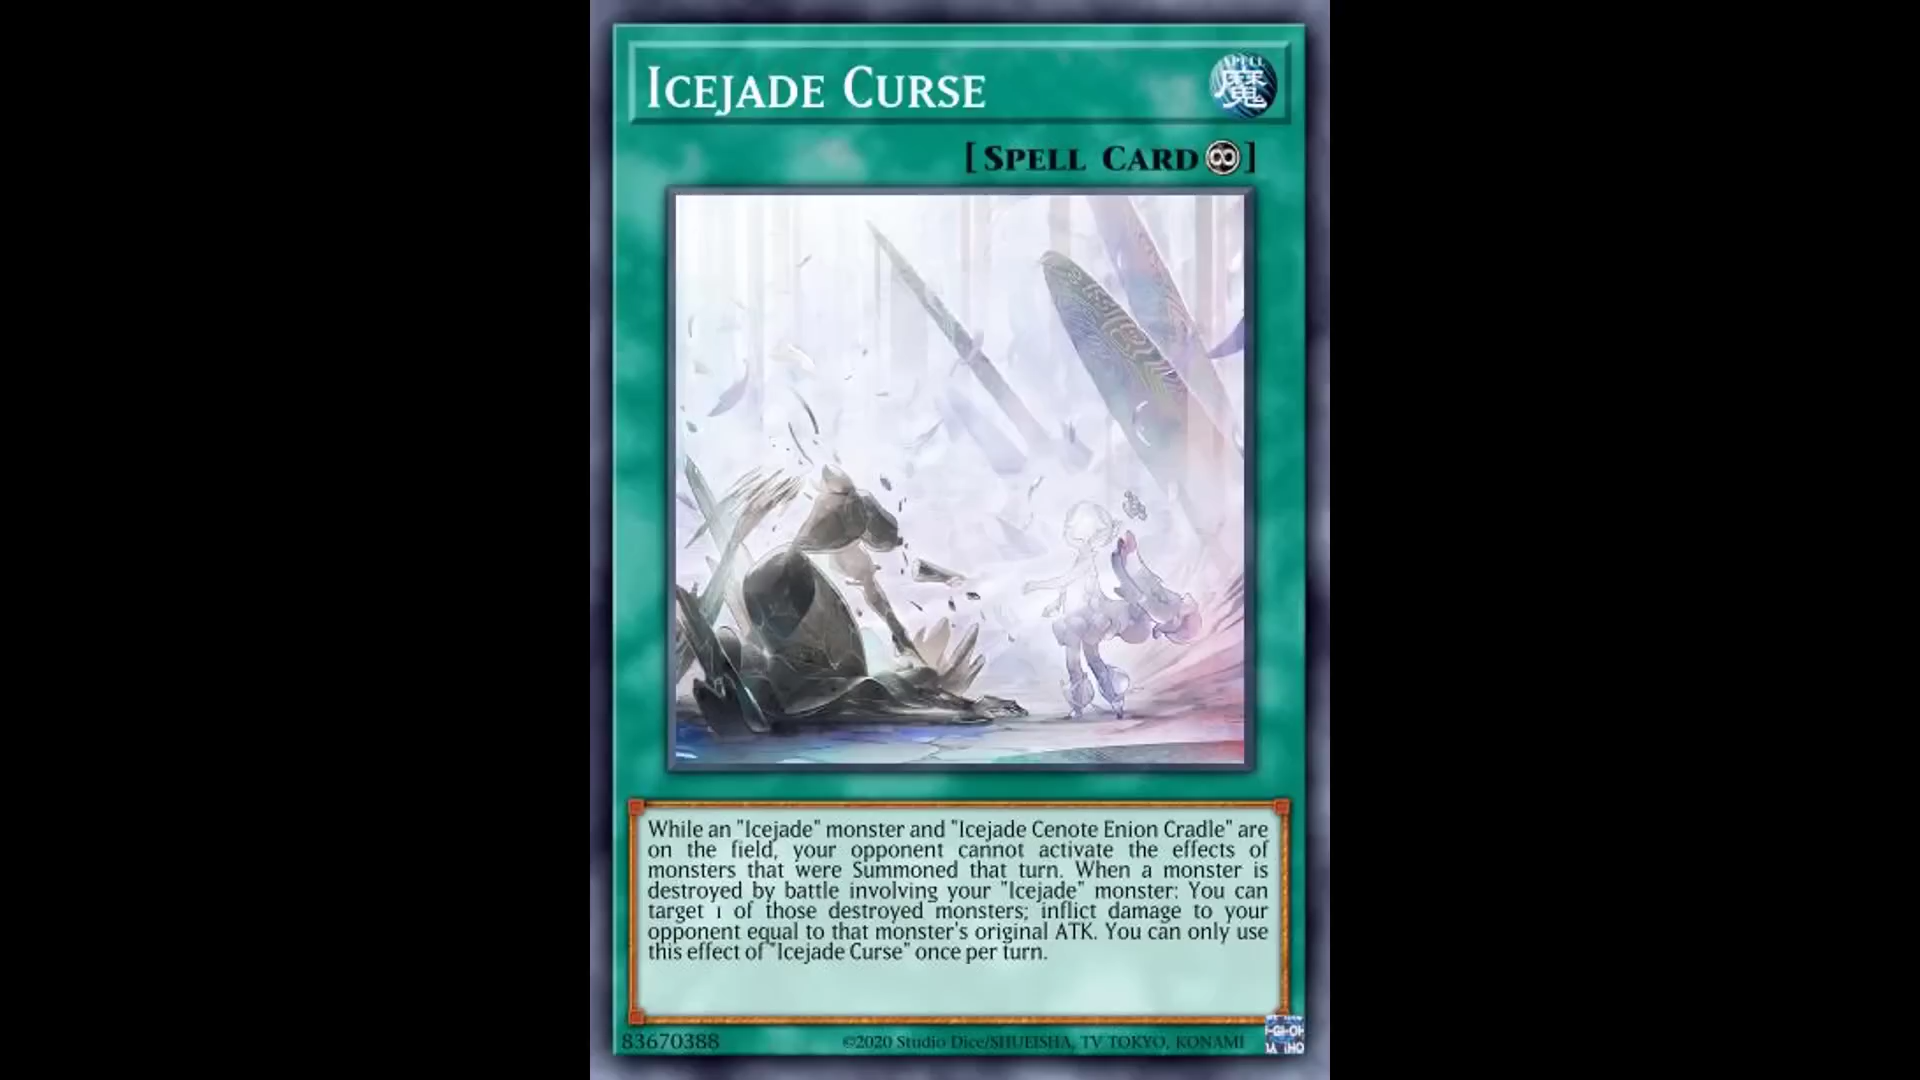 Icejade Curse
SPELL
魔
[ Spell Card ]
While an "Icejade" monster and "Icejade Cenote Enion Cradle" are
on the field, your opponent cannot activate the effects of
monsters that were Summoned that turn. When a monster is
destroyed by battle involving your "Icejade" monster: You can
target 1 of those destroyed monsters; inflict damage to your
opponent equal to that monster's original ATK. You can only use
this effect of "Icejade Curse" once per turn.
83670388 ©2020 Studio Dice/SHUEISHA, TV TOKYO, KONAMI